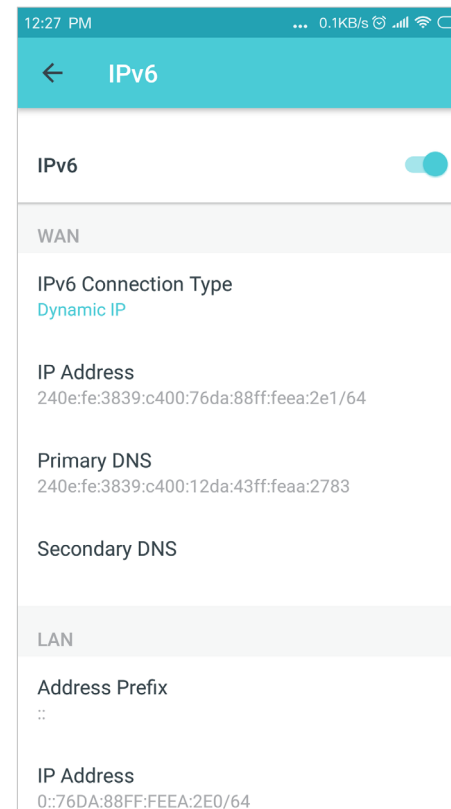 12:27 PM ... 0.1KB/s
IPv6
IPv6
WAN
IPv6 Connection Type
Dynamic IP
IP Address
240e:fe:3839:c400:76da:88ff:feea:2e1/64
Primary DNS
240e:fe:3839:c400:12da:43ff:feaa:2783
Secondary DNS
LAN
Address Prefix
::
IP Address
0::76DA:88FF:FEEA:2E0/64